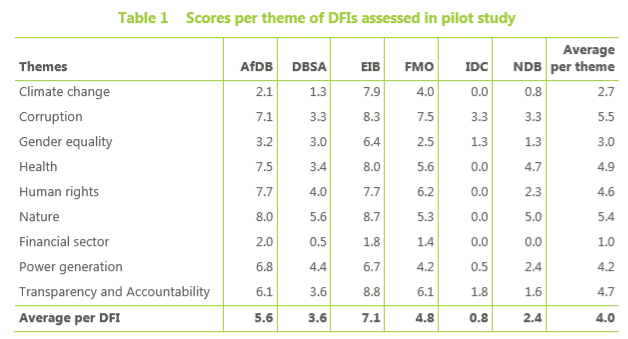 Table 1 Scores per theme of DFIs assessed in pilot study
Average
Themes AfDB DBSA EIB FMO IDC NDB per theme
Climate change 2.1 1.3 7.9 4.0 0.0 0.8 2.7
Corruption 7.1 3.3 8.3 7.5 3.3 3.3 5.5
Gender equality 3.2 3.0 6.4 2.5 1.3 1.3 3.0
Health 7.5 3.4 8.0 5.6 0.0 4.7 4.9
Human rights 7.7 4.0 7.7 6.2 0.0 2.3 4.6
Nature 8.0 5.6 8.7 5.3 0.0 5.0 5.4
Financial sector 2.0 0.5 1.8 1.4 0.0 0.0 1.0
Power generation 6.8 4.4 6.7 4.2 0.5 2.4 4.2
Transparency and Accountability 6.1 3.6 8.8 6.1 1.8 1.6 4.7
Average per DFI 5.6 3.6 7.1 4.8 0.8 2.4 4.0